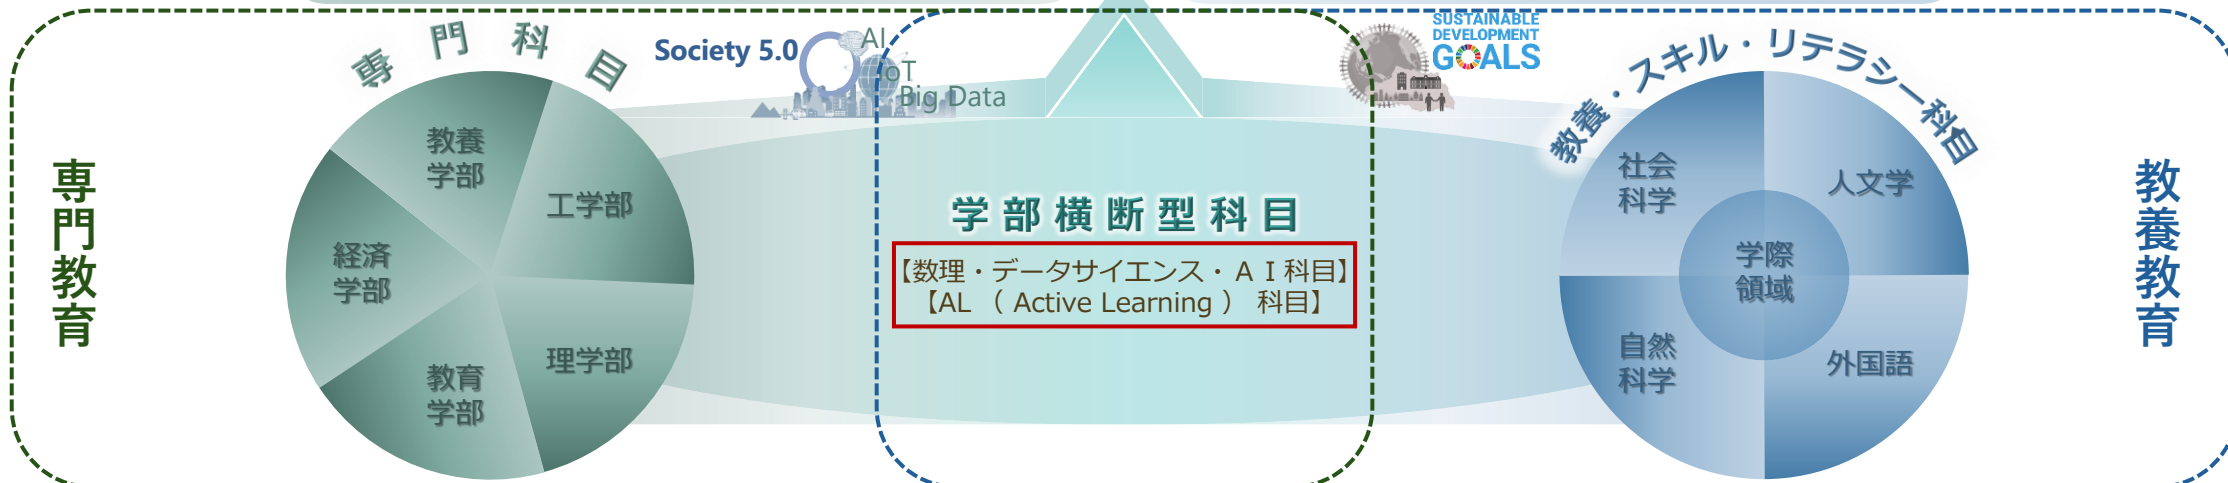 専門教育
専門科目
教養
学部
工学部
経済
学部
教育
学部
理学部
Society 5.0
AI
IoT
Big Data
学部横断型科目
【数理・データサイエンス・ＡＩ科目】
【AL （ Active Learning ） 科目】
SUSTAINABLE
DEVELOPMENT
GOALS
教養・スキル・リテラシー科目
社会
科学
人文学
学際
領域
自然
科学
外国語
教養教育